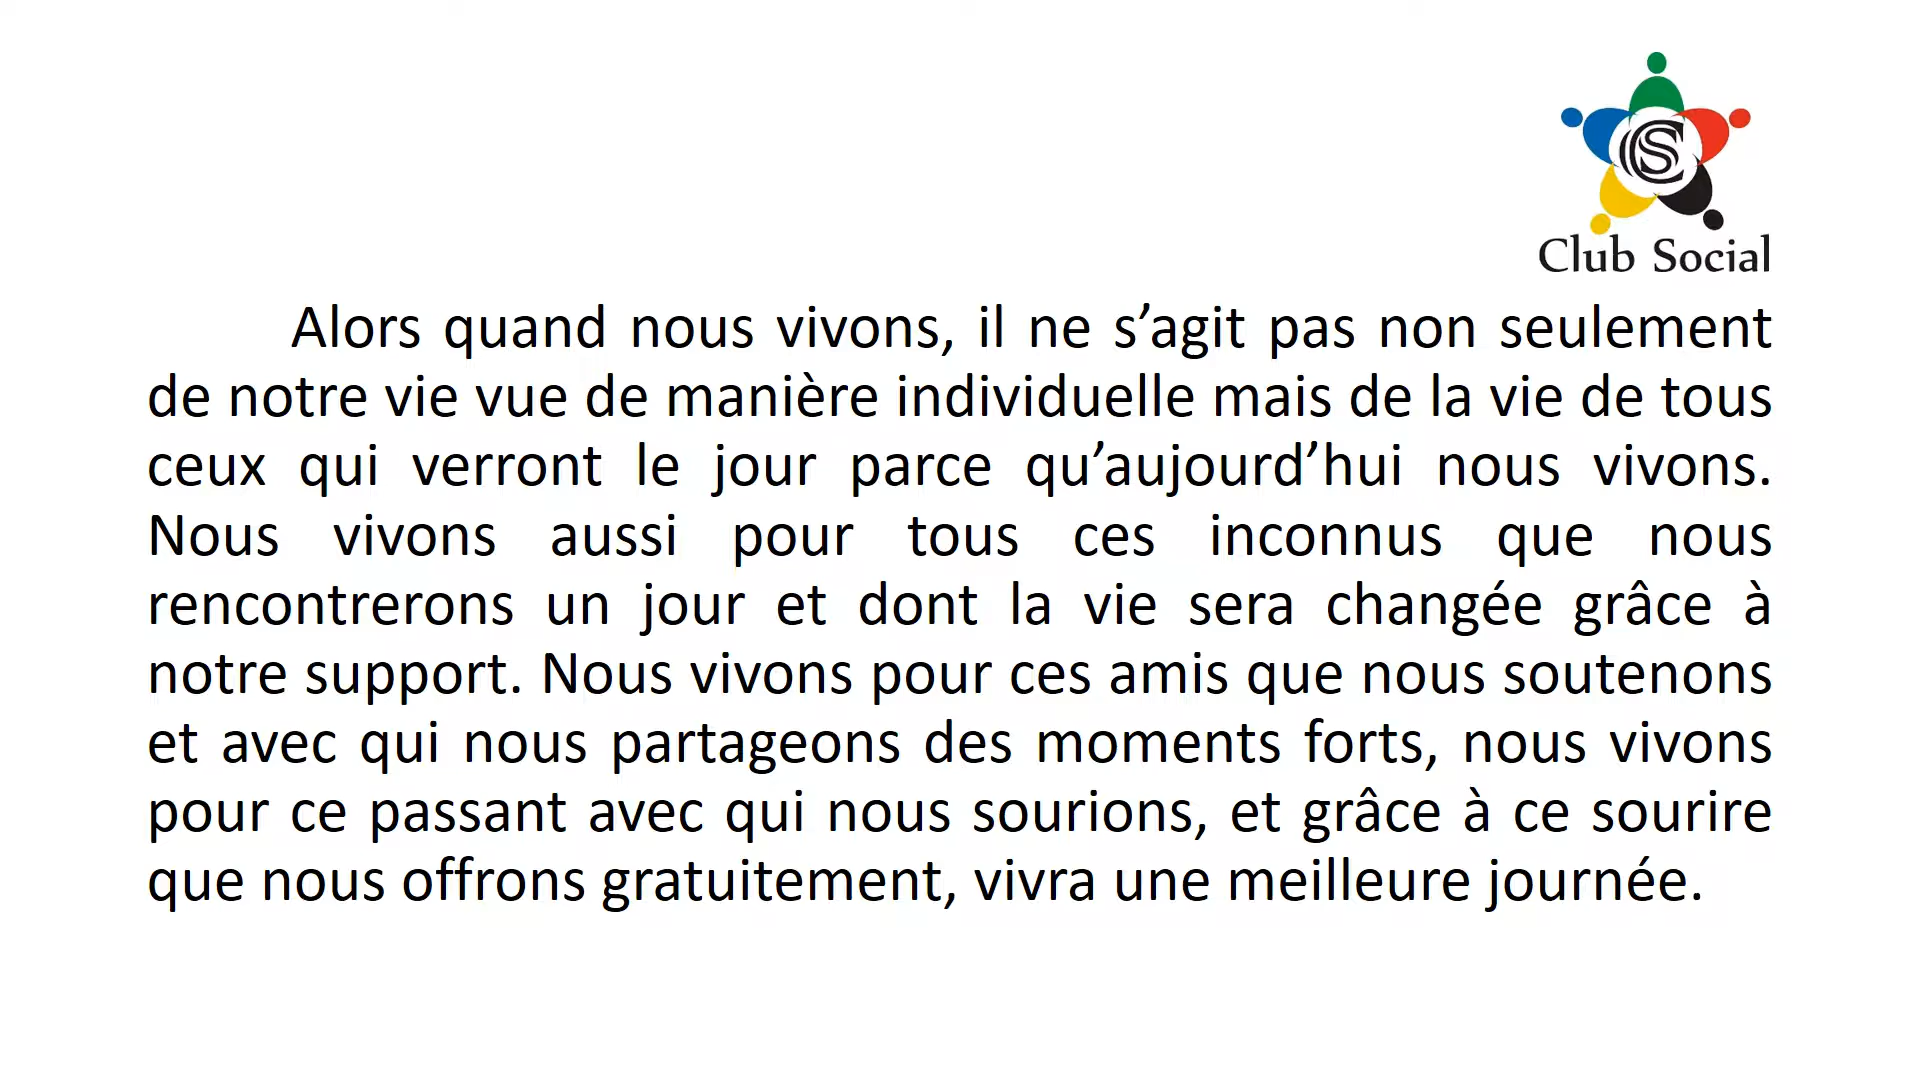 CS
Club Social
Alors quand nous vivons, il ne s’agit pas non seulement
de notre vie vue de manière individuelle mais de la vie de tous
ceux qui verront le jour parce qu’aujourd’hui nous vivons.
Nous vivons aussi pour tous ces inconnus que nous
rencontrerons un jour et dont la vie sera changée grâce à
notre support. Nous vivons pour ces amis que nous soutenons
et avec qui nous partageons des moments forts, nous vivons
pour ce passant avec qui nous sourions, et grâce à ce sourire
que nous offrons gratuitement, vivra une meilleure journée.